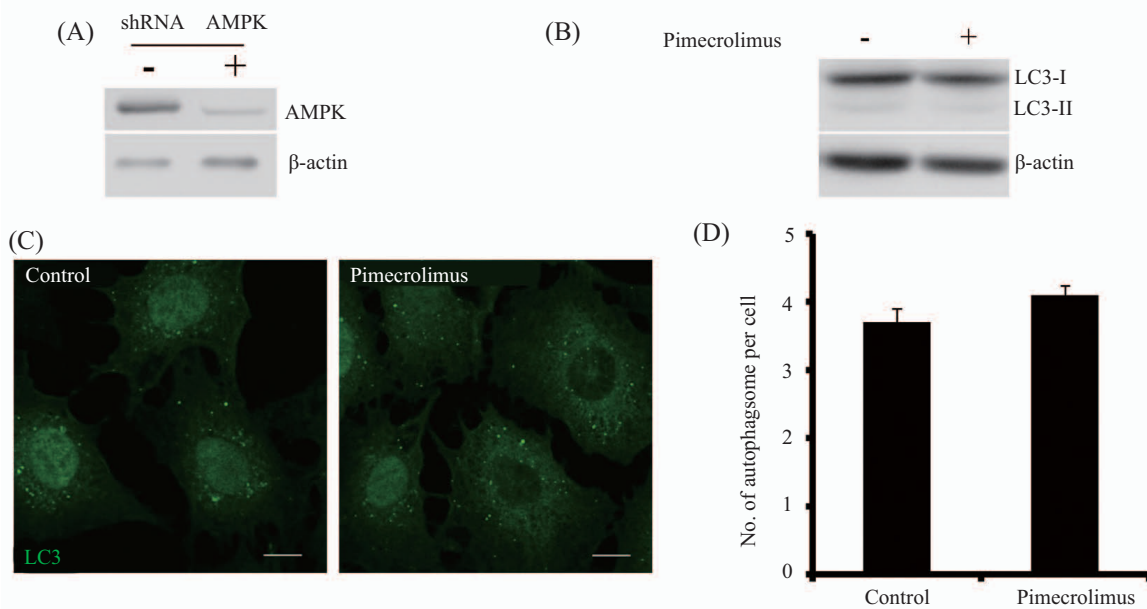 (A)
shRNA AMPK
- +
AMPK
β-actin
(B)
Pimecrolimus - +
LC3-I
LC3-II
β-actin
(C)
Control
LC3
Pimecrolimus
(D)
No. of autophagsome per cell
5
4
3
2
1
0
Control Pimecrolimus